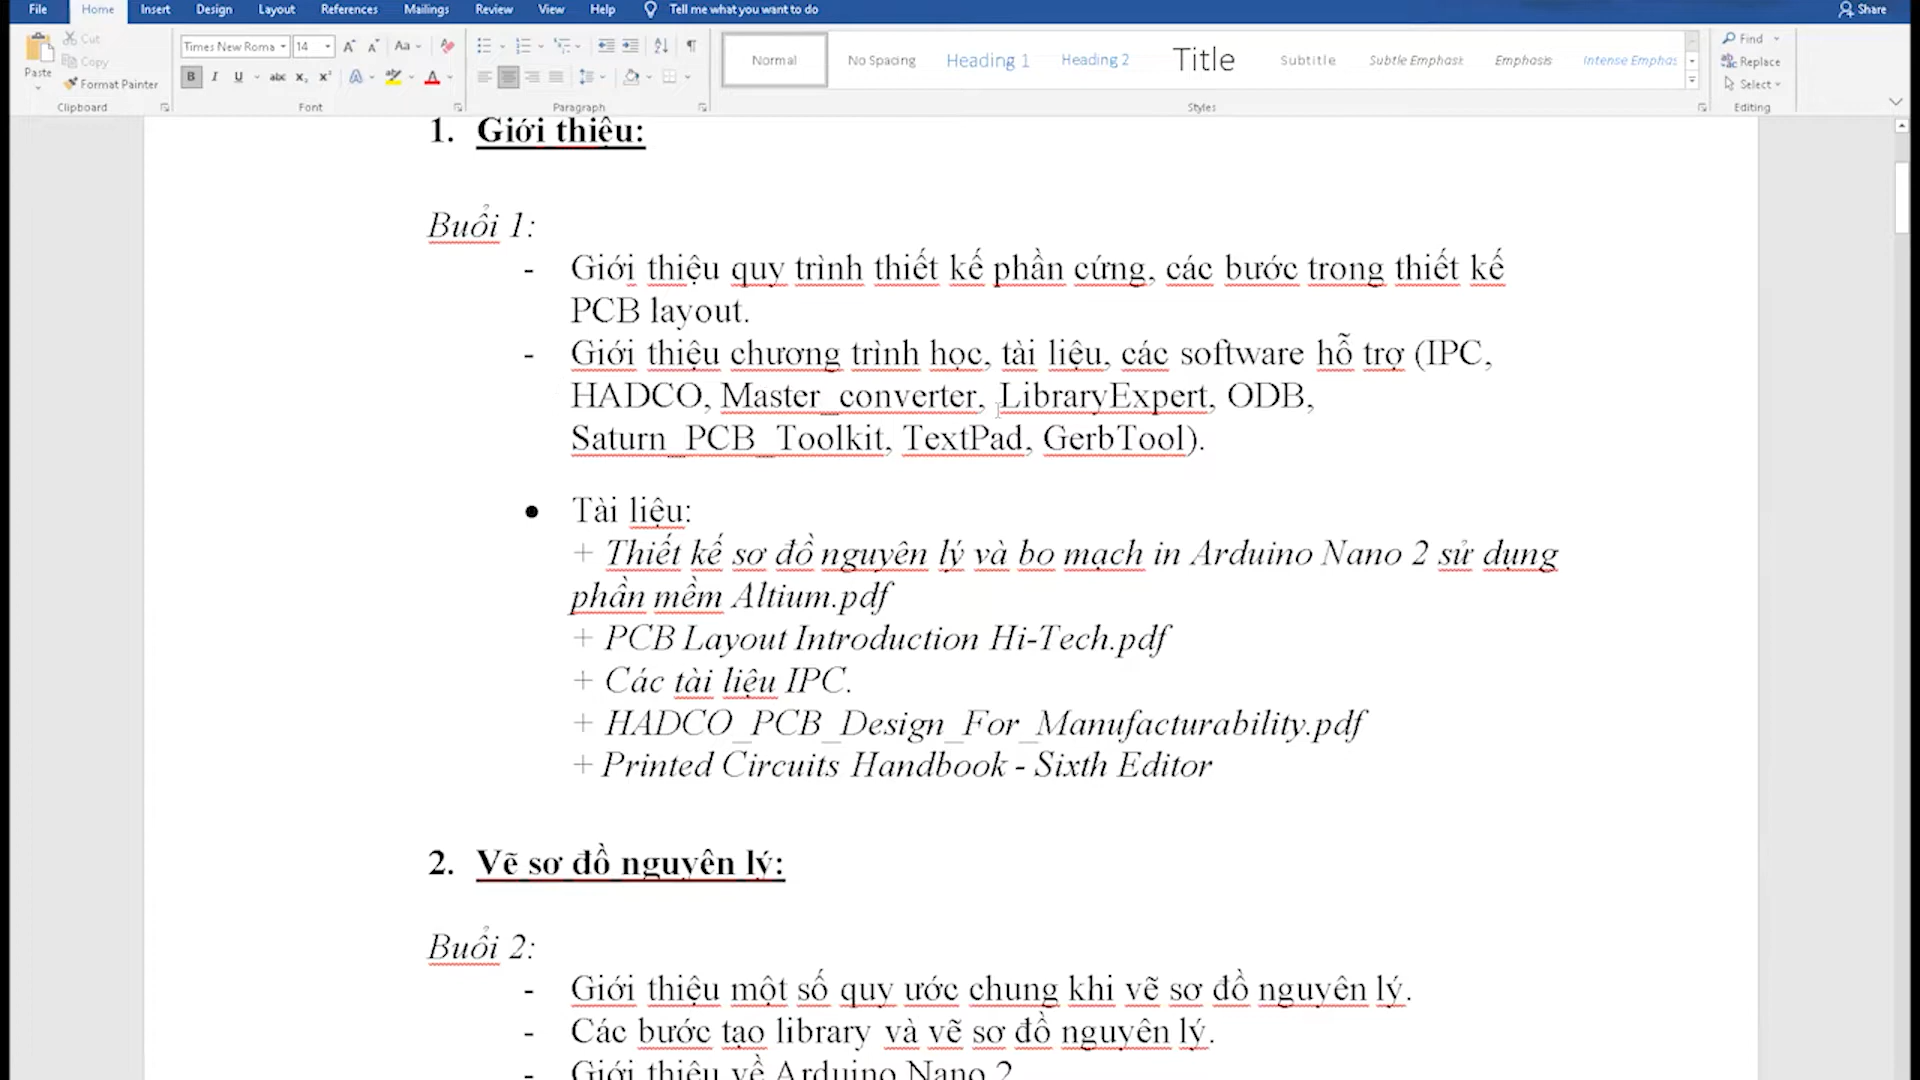 File Home Insert Design Layout References Mailings Review View Help Tell me what you want to do Share
Cut
Copy
Paste
Format Painter
Clipboard
Times New Roma 14
B I U abc
Font
Paragraph
Normal No Spacing Heading 1 Heading 2 Title Subtitle Subtle Emphasis Emphasis Intense Emphas
Styles
Find
Replace
Select
Editing
1. Giới thiệu:
Buổi 1:
- Giới thiệu quy trình thiết kế phần cứng, các bước trong thiết kế
PCB layout.
- Giới thiệu chương trình học, tài liệu, các software hỗ trợ (IPC,
HADCO, Master_converter, LibraryExpert, ODB,
Saturn_PCB_Toolkit, TextPad, GerbTool).
• Tài liệu:
+ Thiết kế sơ đồ nguyên lý và bo mạch in Arduino Nano 2 sử dụng
phần mềm Altium.pdf
+ PCB Layout Introduction Hi-Tech.pdf
+ Các tài liệu IPC.
+ HADCO_PCB_Design_For_Manufacturability.pdf
+ Printed Circuits Handbook - Sixth Editor
2. Vẽ sơ đồ nguyên lý:
Buổi 2:
- Giới thiệu một số quy ước chung khi vẽ sơ đồ nguyên lý.
- Các bước tạo library và vẽ sơ đồ nguyên lý.
- Giới thiệu về Arduino Nano 2